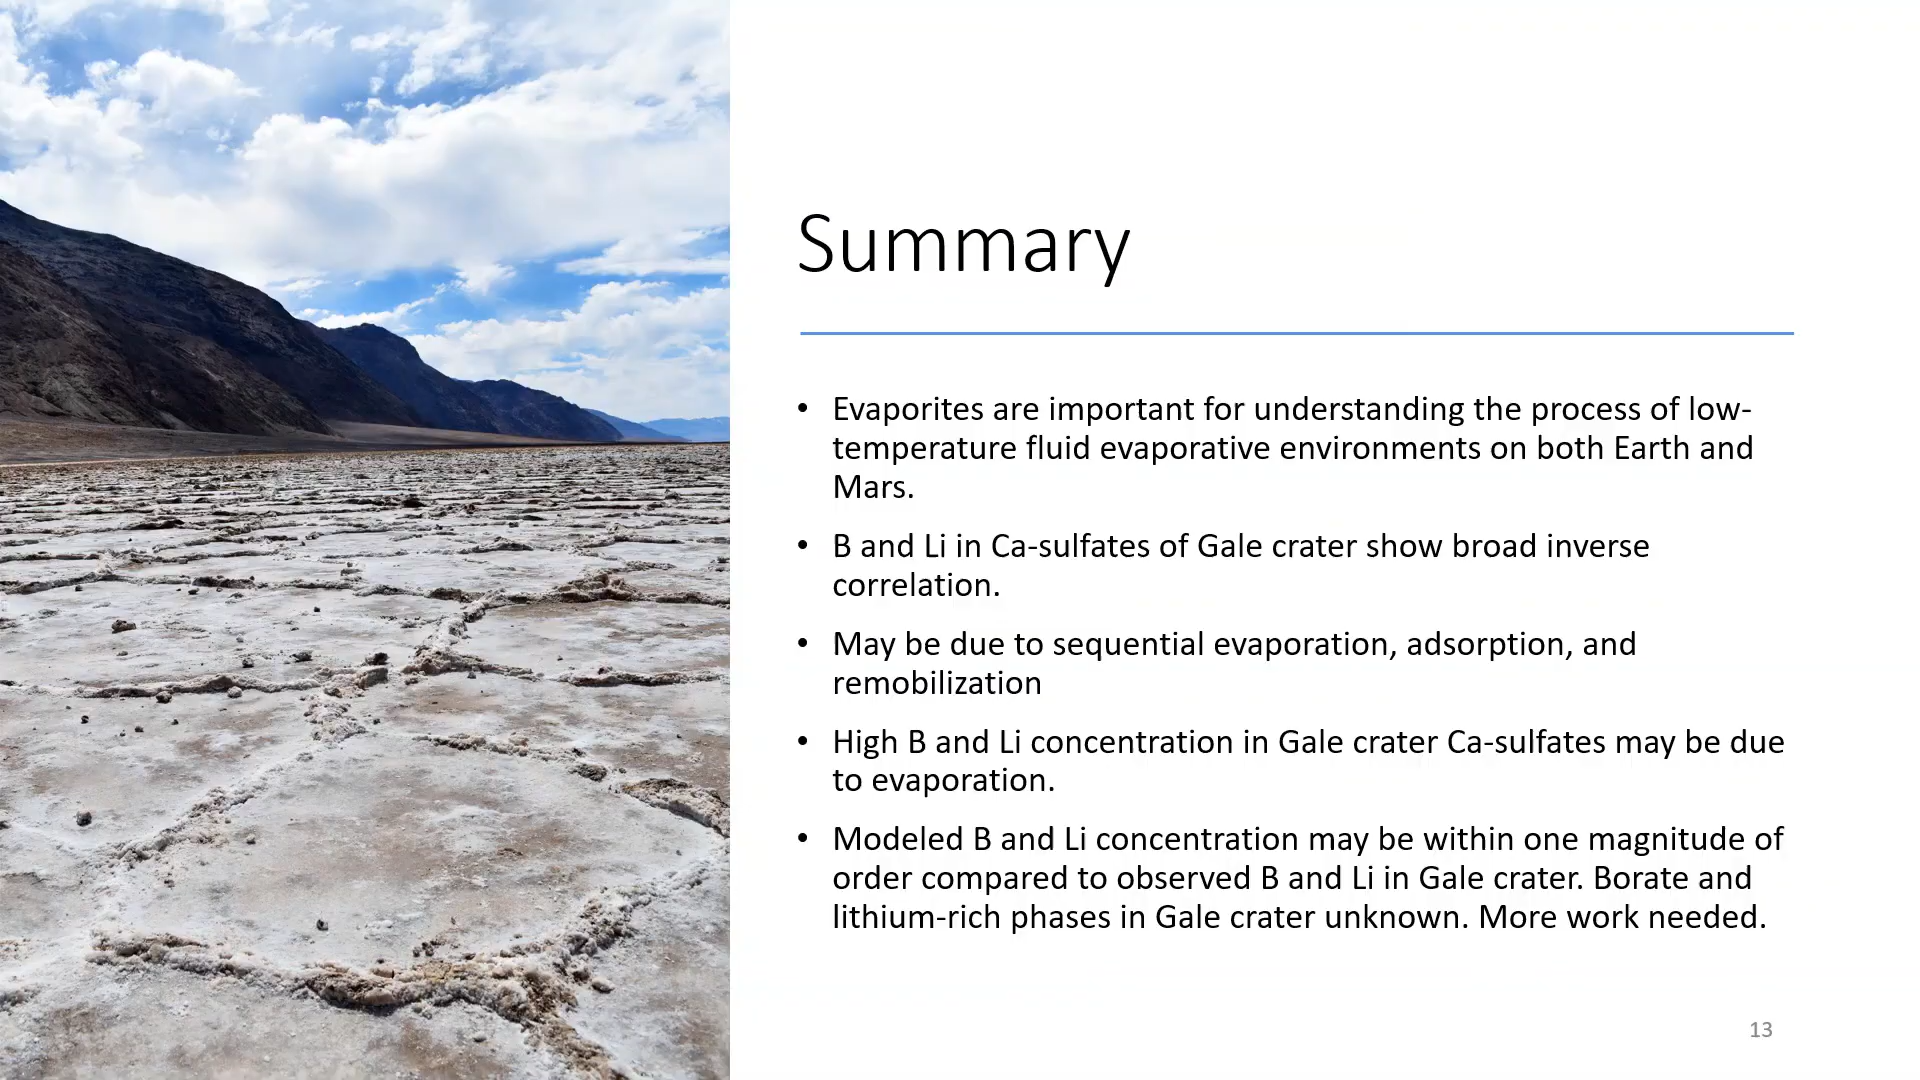 Summary
• Evaporites are important for understanding the process of low-
temperature fluid evaporative environments on both Earth and
Mars.
• B and Li in Ca-sulfates of Gale crater show broad inverse
correlation.
• May be due to sequential evaporation, adsorption, and
remobilization
• High B and Li concentration in Gale crater Ca-sulfates may be due
to evaporation.
• Modeled B and Li concentration may be within one magnitude of
order compared to observed B and Li in Gale crater. Borate and
lithium-rich phases in Gale crater unknown. More work needed.
13